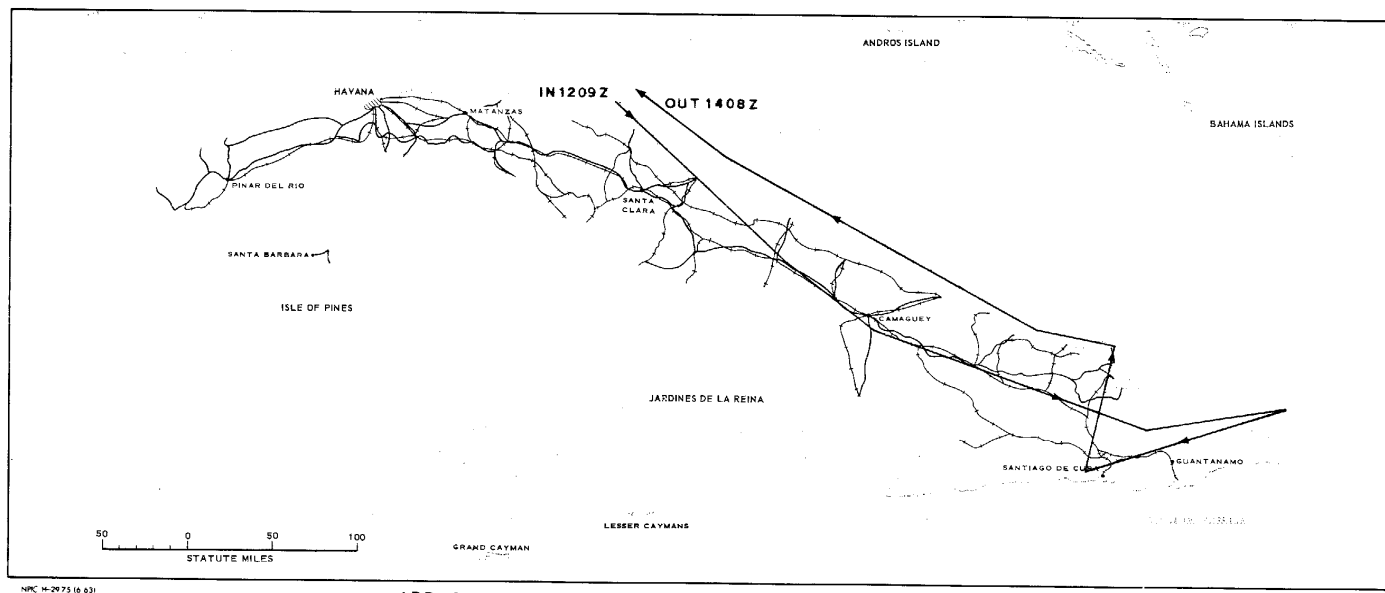 ANDROS ISLAND
HAVANA
IN 1209 Z
OUT 1408 Z
MATANZAS
BAHAMA ISLANDS
PINAR DEL RIO
SANTA
CLARA
SANTA BARBARA
ISLE OF PINES
CAMAGUEY
JARDINES DE LA REINA
SANTIAGO DE CUBA
GUANTANAMO
LESSER CAYMANS
GRAND CAYMAN
50 0 50 100
STATUTE MILES
NPIC H-2975 (6 63)